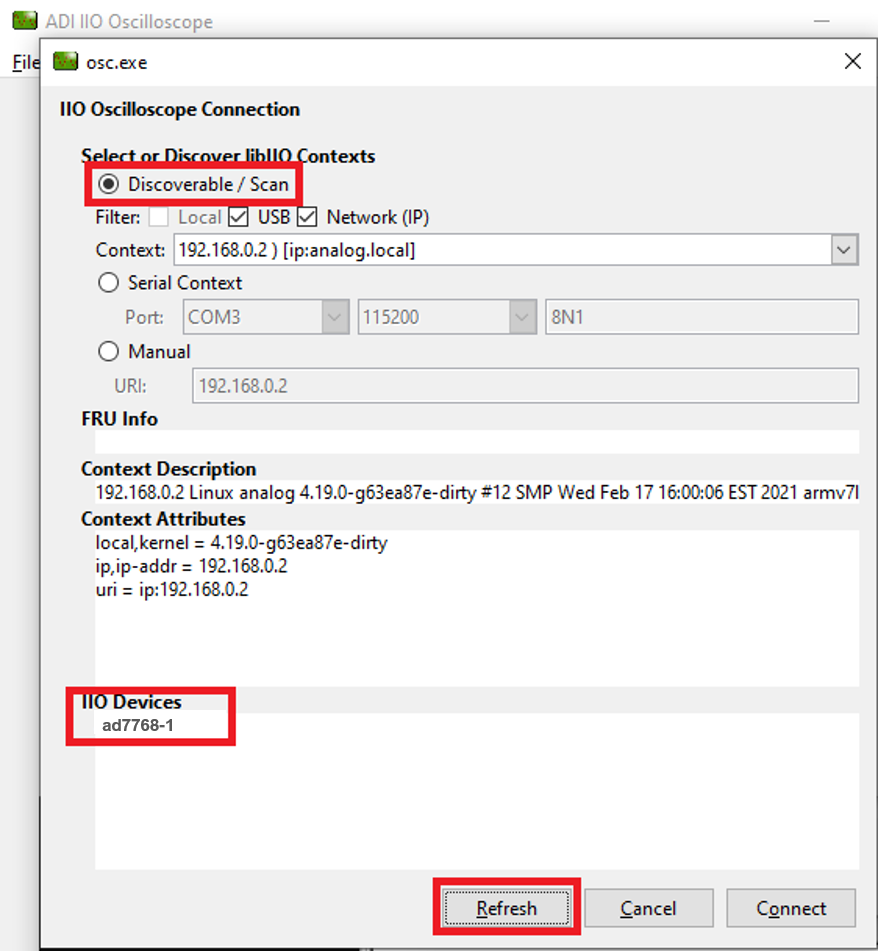 ADI IIO Oscilloscope
File
osc.exe
IIO Oscilloscope Connection
Select or Discover libIIO Contexts
Discoverable / Scan
Filter: Local USB Network (IP)
Context: 192.168.0.2 ) [ip:analog.local]
Serial Context
Port: COM3 115200 8N1
Manual
URI: 192.168.0.2
FRU Info
Context Description
192.168.0.2 Linux analog 4.19.0-g63ea87e-dirty #12 SMP Wed Feb 17 16:00:06 EST 2021 armv7l
Context Attributes
local,kernel = 4.19.0-g63ea87e-dirty
ip,ip-addr = 192.168.0.2
uri = ip:192.168.0.2
IIO Devices
ad7768-1
Refresh Cancel Connect